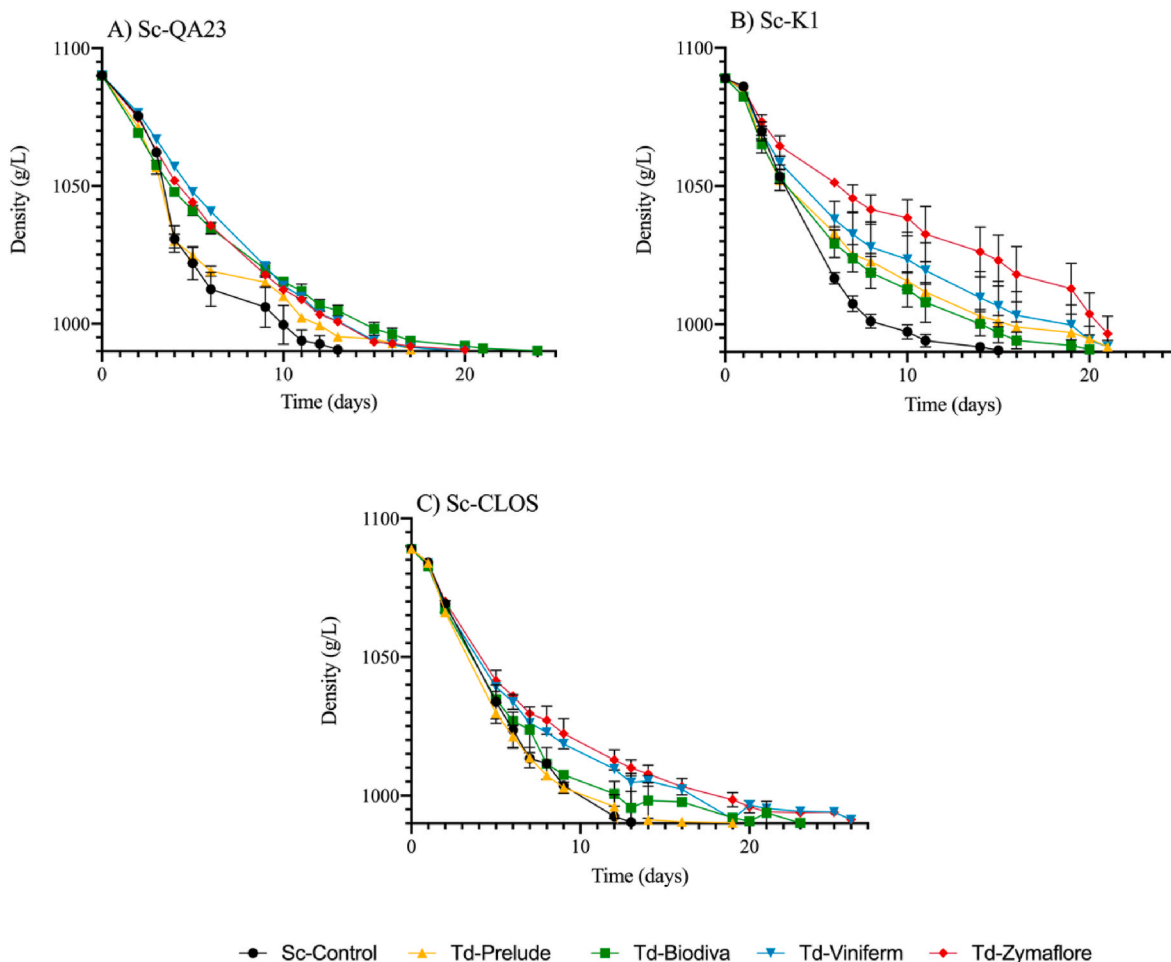 A) Sc-QA23
1100
1050
1000
Density (g/L)
0
10
20
Time (days)
B) Sc-K1
1100
1050
1000
Density (g/L)
0
10
20
Time (days)
C) Sc-CLOS
1100
1050
1000
Density (g/L)
0
10
20
Time (days)
Sc-Control Td-Prelude Td-Biodiva Td-Viniferm Td-Zymaflore